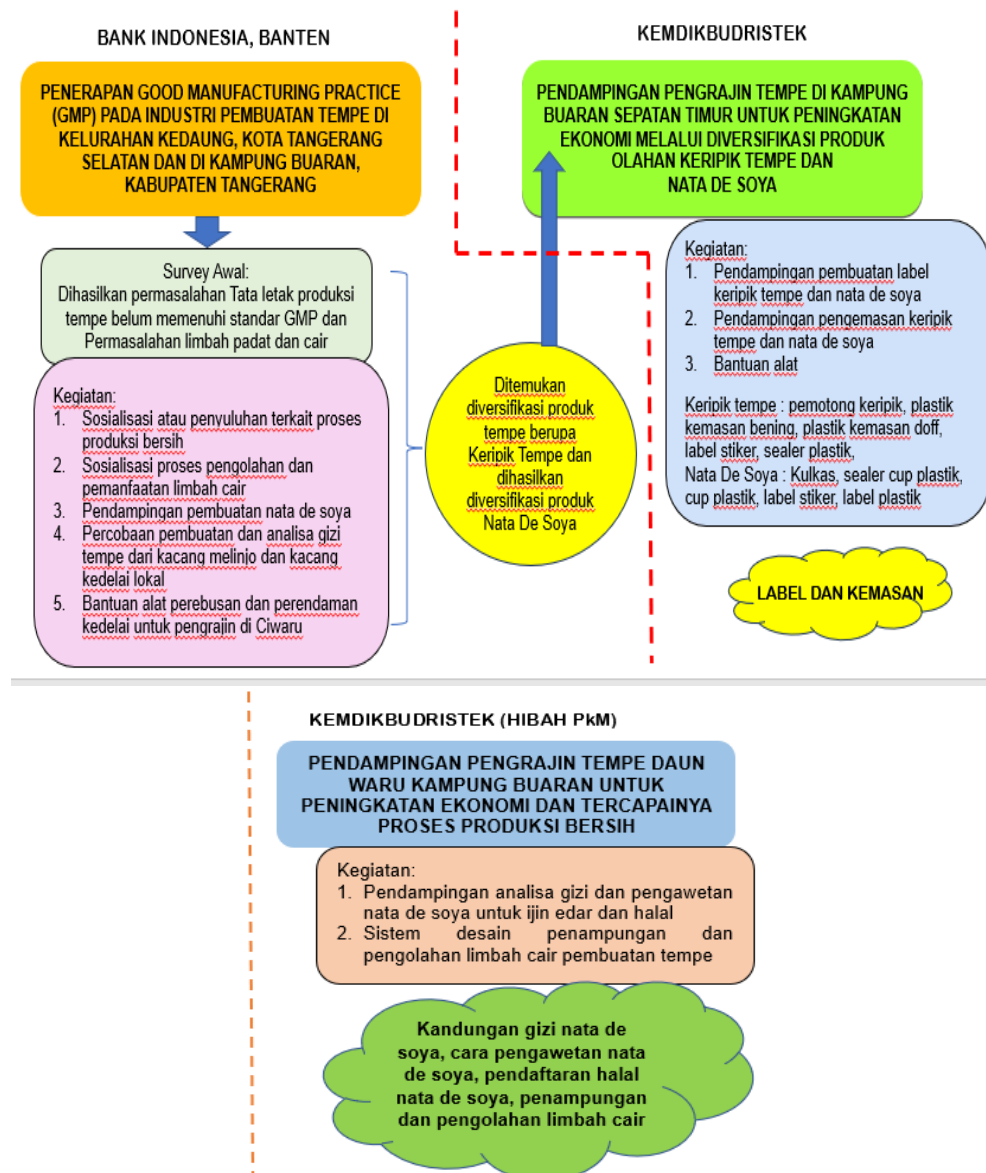 BANK INDONESIA, BANTEN
PENERAPAN GOOD MANUFACTURING PRACTICE
(GMP) PADA INDUSTRI PEMBUATAN TEMPE DI
KELURAHAN KEDAUNG, KOTA TANGERANG
SELATAN DAN DI KAMPUNG BUARAN,
KABUPATEN TANGERANG
Survey Awal:
Dihasilkan permasalahan Tata letak produksi
tempe belum memenuhi standar GMP dan
Permasalahan limbah padat dan cair
Kegiatan:
1. Sosialisasi atau penyuluhan terkait proses
produksi bersih
2. Sosialisasi proses pengolahan dan
pemanfaatan limbah cair
3. Pendampingan pembuatan nata de soya
4. Percobaan pembuatan dan analisa gizi
tempe dari kacang melinjo dan kacang
kedelai lokal
5. Bantuan alat perebusan dan perendaman
kedelai untuk pengrajin di Ciwaru
Ditemukan
diversifikasi produk
tempe berupa
Keripik Tempe dan
dihasilkan
diversifikasi produk
Nata De Soya
KEMDIKBUDRISTEK
PENDAMPINGAN PENGRAJIN TEMPE DI KAMPUNG
BUARAN SEPATAN TIMUR UNTUK PENINGKATAN
EKONOMI MELALUI DIVERSIFIKASI PRODUK
OLAHAN KERIPIK TEMPE DAN
NATA DE SOYA
Kegiatan:
1. Pendampingan pembuatan label
keripik tempe dan nata de soya
2. Pendampingan pengemasan keripik
tempe dan nata de soya
3. Bantuan alat
Keripik tempe : pemotong keripik, plastik
kemasan bening, plastik kemasan doff,
label stiker, sealer plastik,
Nata De Soya : Kulkas, sealer cup plastik,
cup plastik, label stiker, label plastik
LABEL DAN KEMASAN
KEMDIKBUDRISTEK (HIBAH PkM)
PENDAMPINGAN PENGRAJIN TEMPE DAUN
WARU KAMPUNG BUARAN UNTUK
PENINGKATAN EKONOMI DAN TERCAPAINYA
PROSES PRODUKSI BERSIH
Kegiatan:
1. Pendampingan analisa gizi dan pengawetan
nata de soya untuk ijin edar dan halal
2. Sistem desain penampungan dan
pengolahan limbah cair pembuatan tempe
Kandungan gizi nata de
soya, cara pengawetan nata
de soya, pendaftaran halal
nata de soya, penampungan
dan pengolahan limbah cair